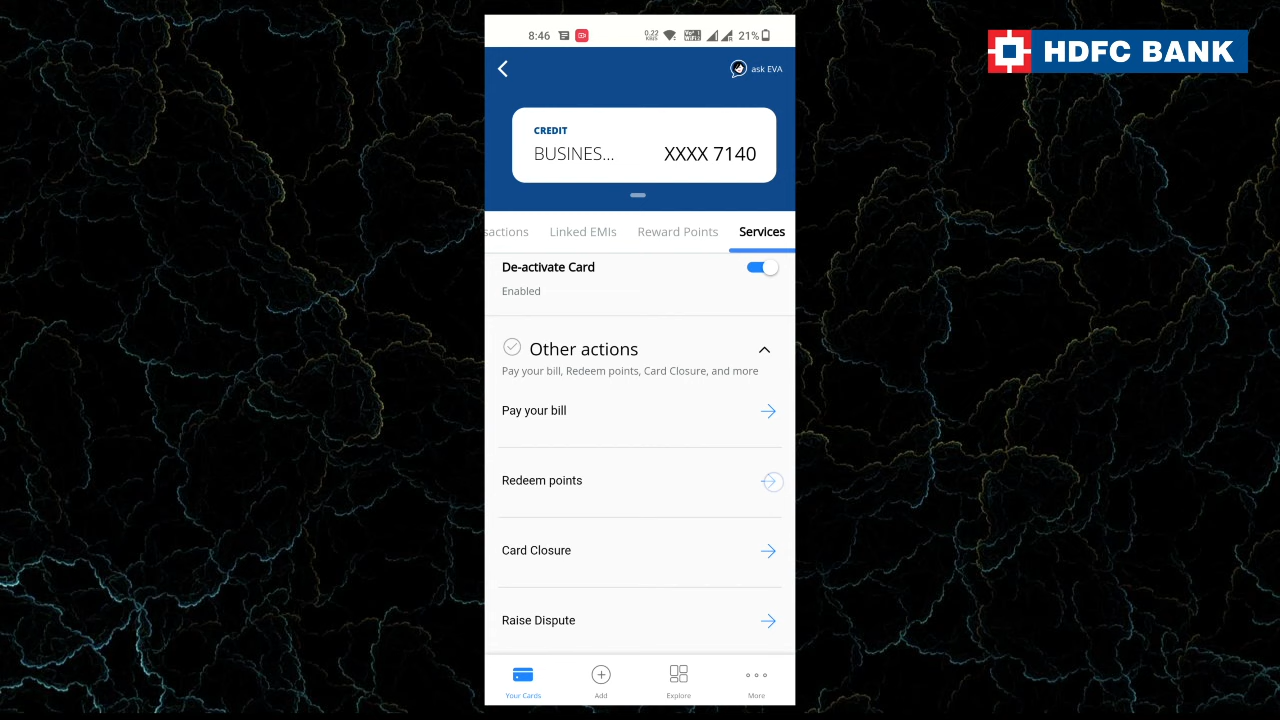 8:46
0.22
21%
HDFC BANK
ask EVA
CREDIT
BUSINES...
XXXX 7140
sactions
Linked EMIs
Reward Points
Services
De-activate Card
Enabled
Other actions
Pay your bill, Redeem points, Card Closure, and more
Pay your bill
Redeem points
Card Closure
Raise Dispute
Your Cards
Add
Explore
More